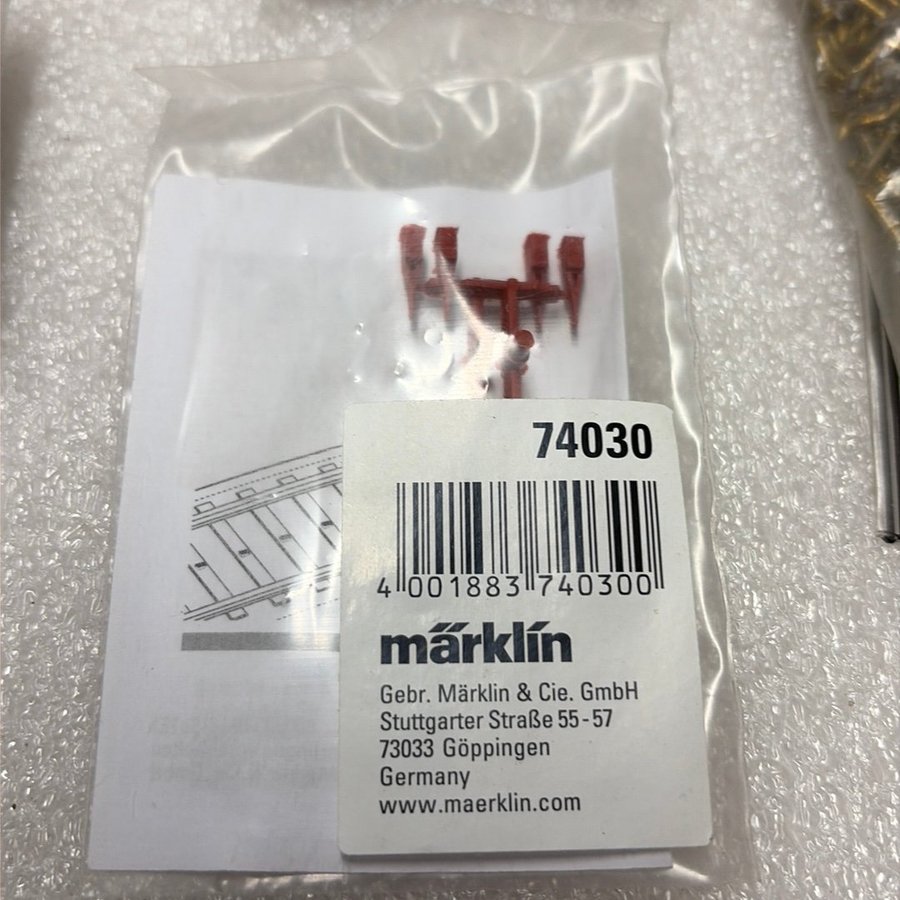 74030
4 001883 740300
märklin
Gebr. Märklin & Cie. GmbH
Stuttgarter Straße 55-57
73033 Göppingen
Germany
www.maerklin.com